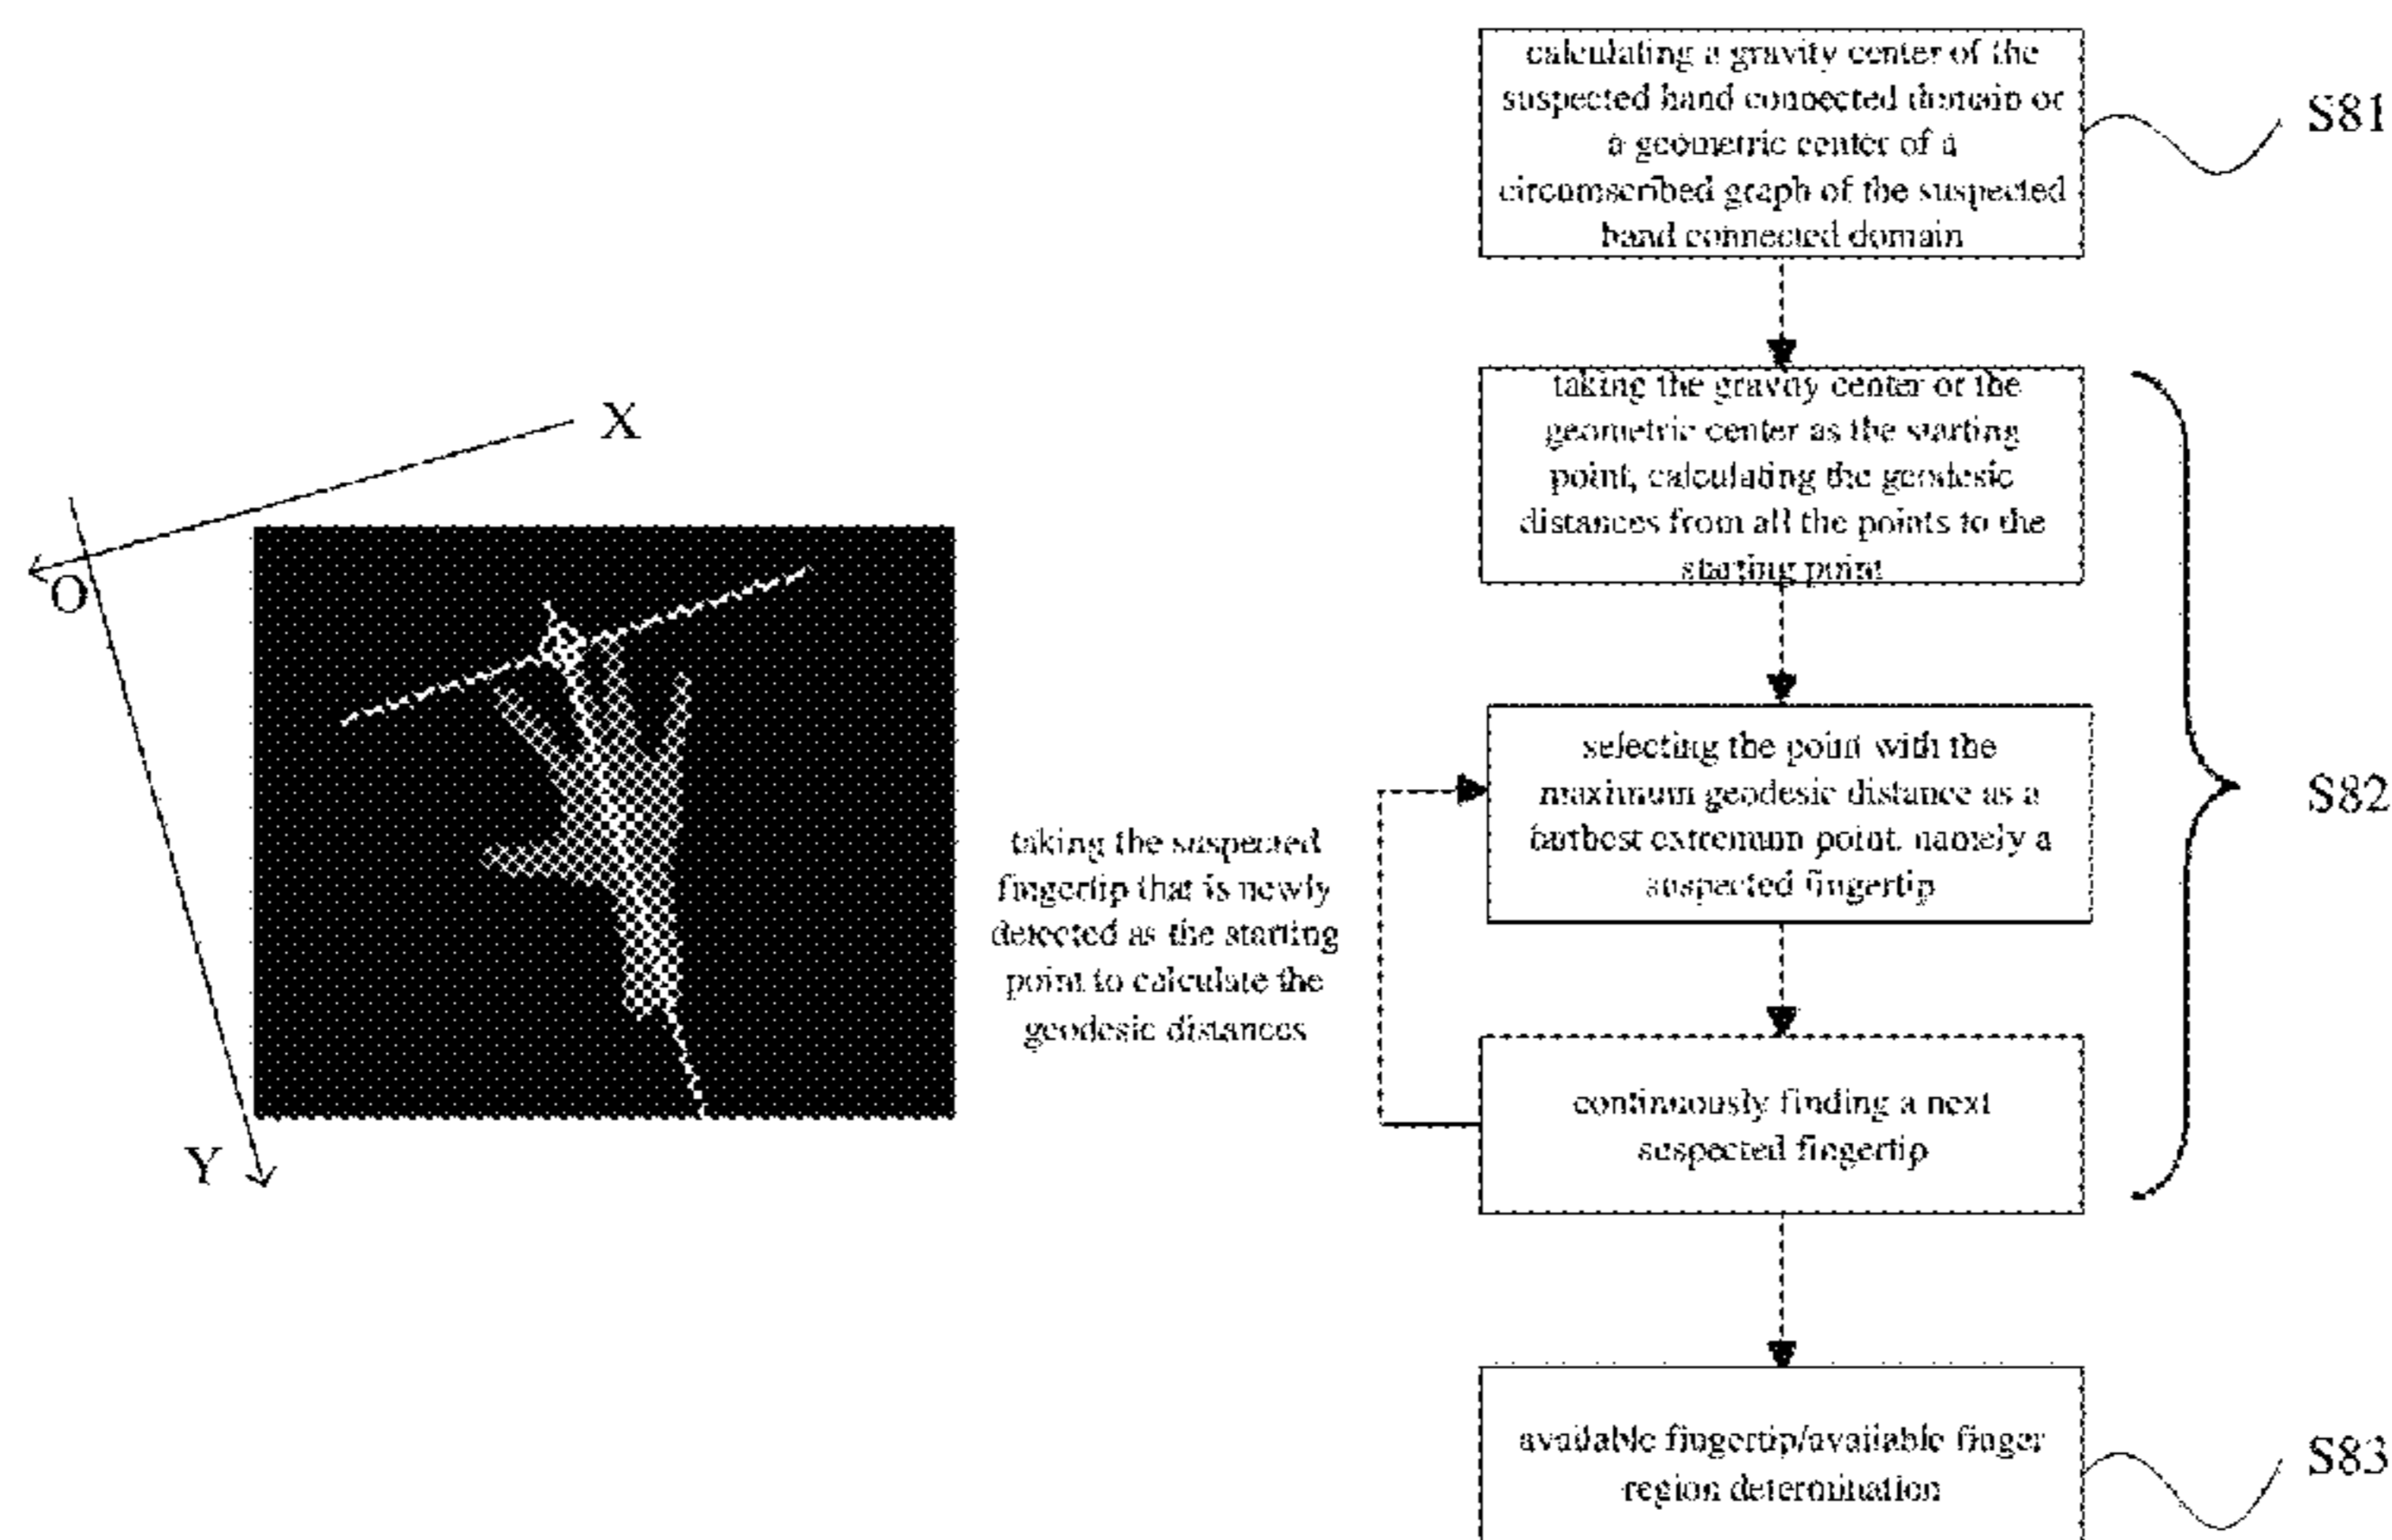 calculating a gravity center of the
suspected hand connected domain or
a geometric center of a
circumscribed graph of the suspected
hand connected domain
S81
taking the gravity center or the
geometric center as the starting
point, calculating the geodesic
distances from all the points to the
starting point
selecting the point with the
maximum geodesic distance as a
farthest extremum point, namely a
suspected fingertip
S82
taking the suspected
fingertip that is newly
detected as the starting
point to calculate the
geodesic distances
continuously finding a next
suspected fingertip
available fingertip/available finger
region determination
S83
X
O
Y